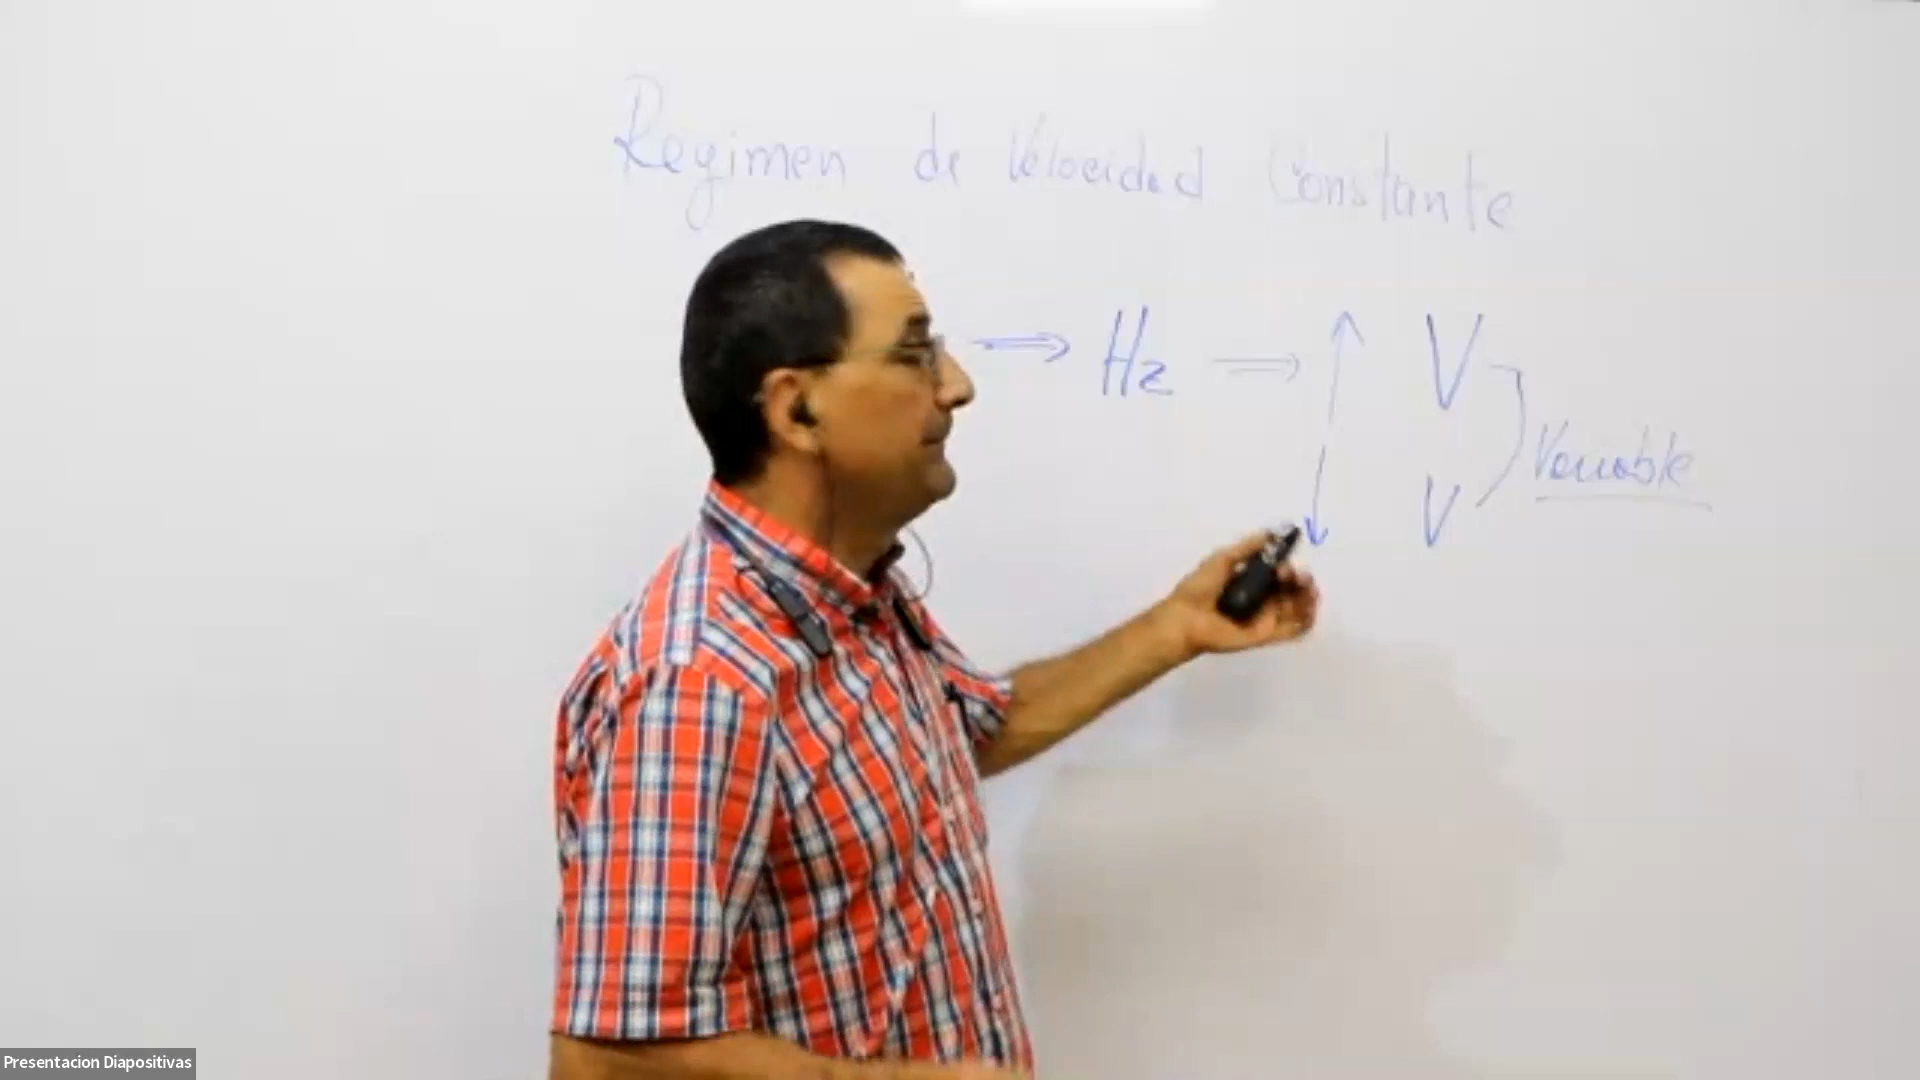 Regimen de Velocidad Constante
⇒ Hz ⇒ ↑ V
Variable
↓ V
Presentacion Diapositivas